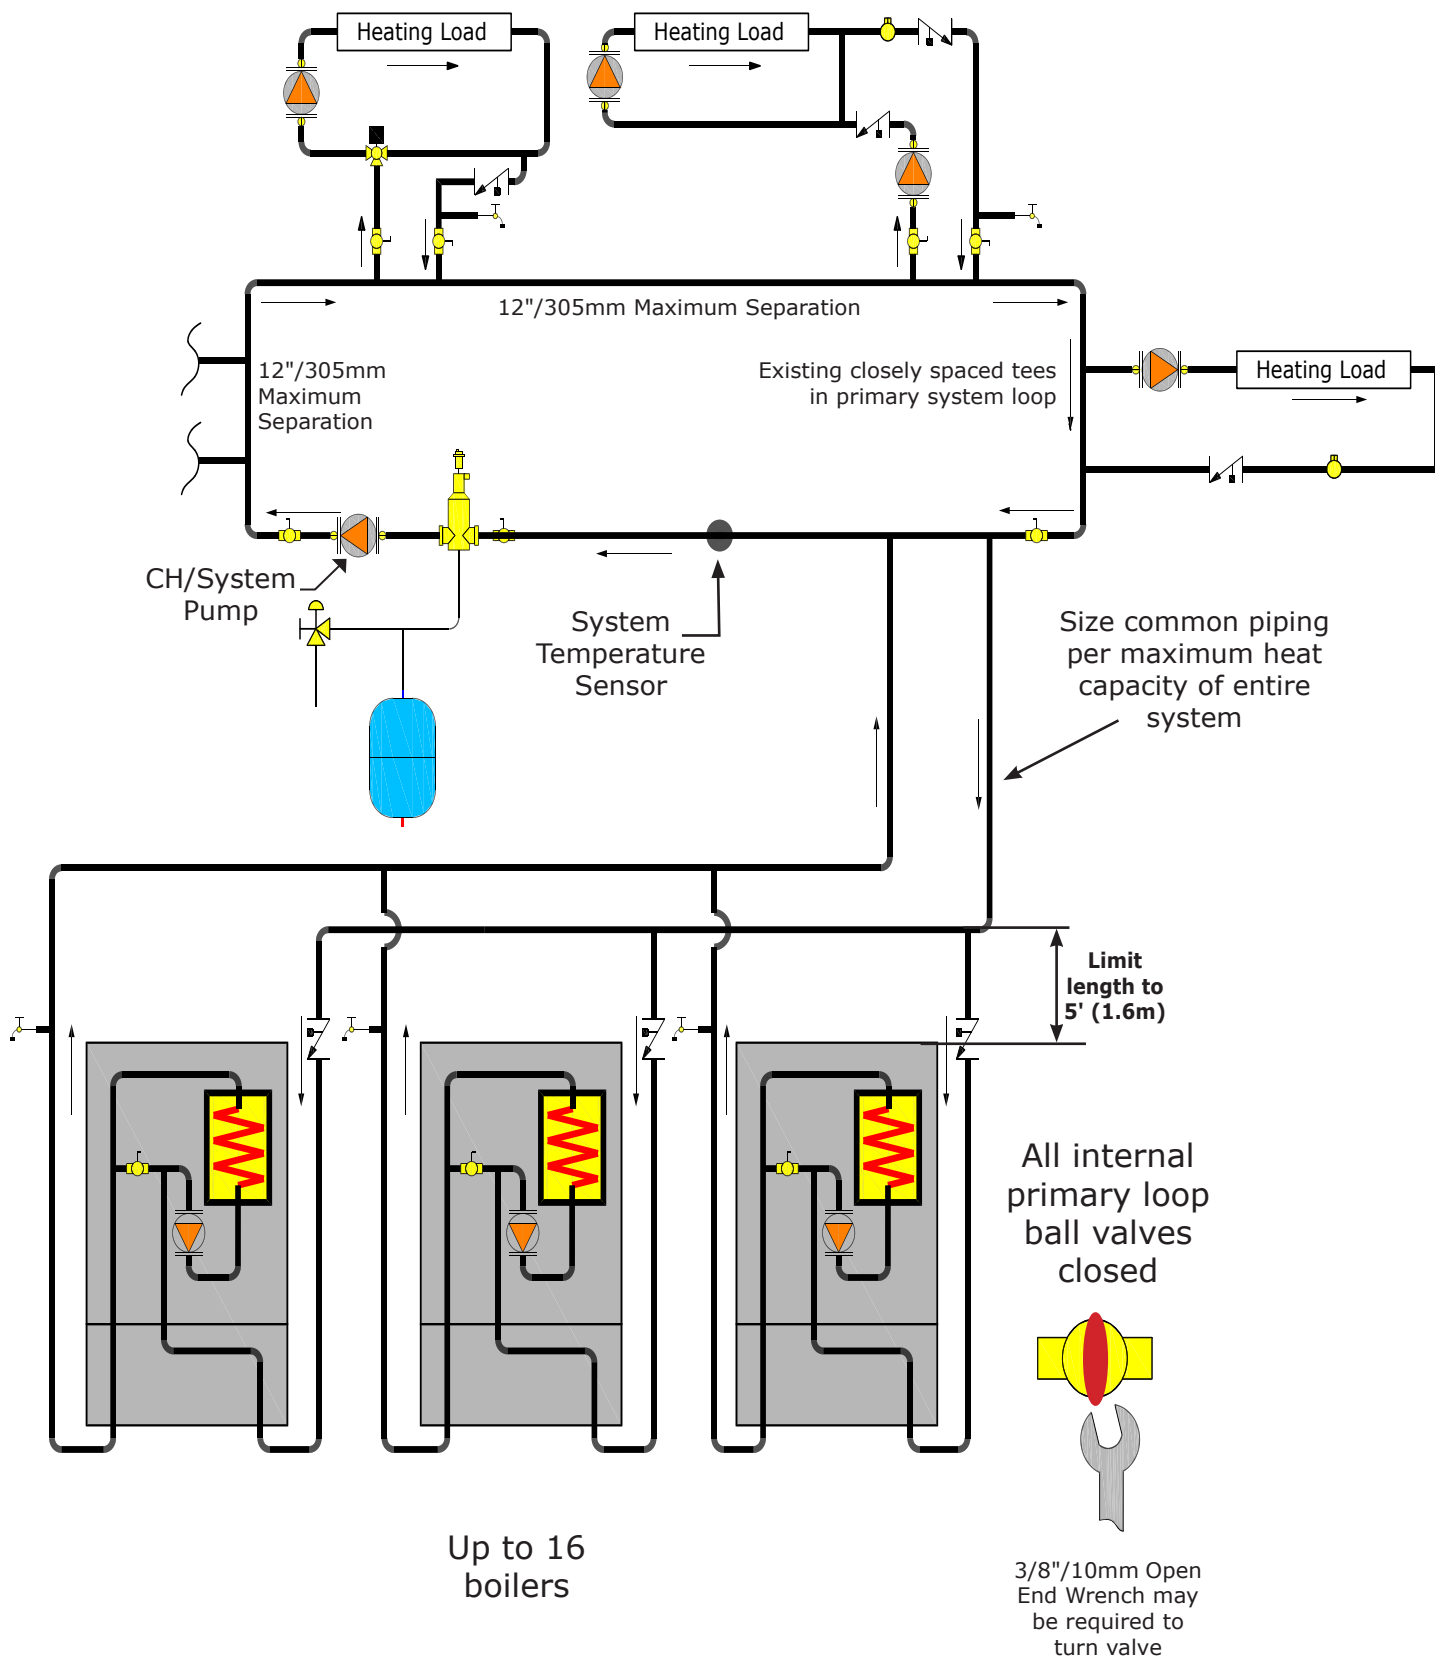 Heating Load
Heating Load
12"/305mm Maximum Separation
12"/305mm
Maximum
Separation
Existing closely spaced tees
in primary system loop
Heating Load
CH/System
Pump
System
Temperature
Sensor
Size common piping
per maximum heat
capacity of entire
system
Limit
length to
5' (1.6m)
All internal
primary loop
ball valves
closed
Up to 16
boilers
3/8"/10mm Open
End Wrench may
be required to
turn valve